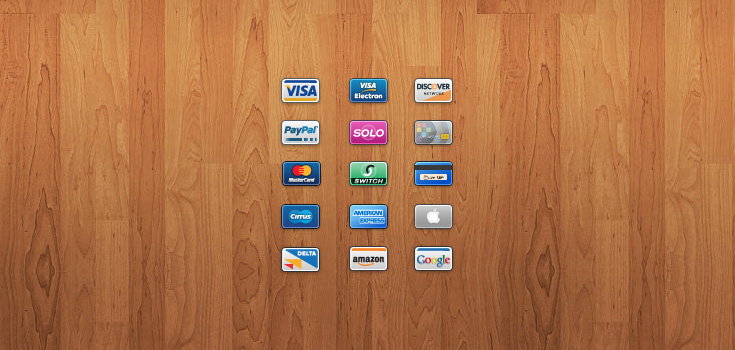 VISA
VISA
Electron
DISCOVER
NETWORK
PayPal
SOLO
MasterCard
SWITCH
Cirrus
AMERICAN
EXPRESS
DELTA
amazon
Google